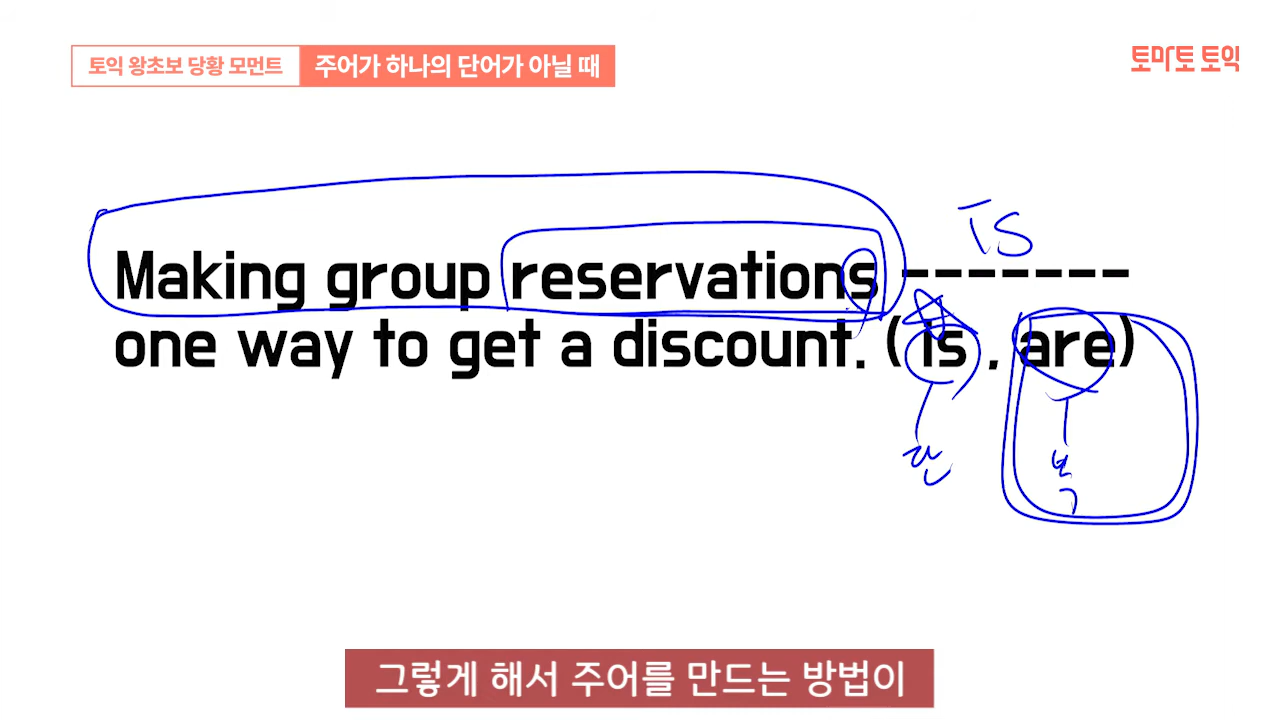 토익 왕초보 당황 모먼트 주어가 하나의 단어가 아닐 때
토마토 토익
is
Making group reservations -------
one way to get a discount. ( is , are)
단
복
그렇게 해서 주어를 만드는 방법이